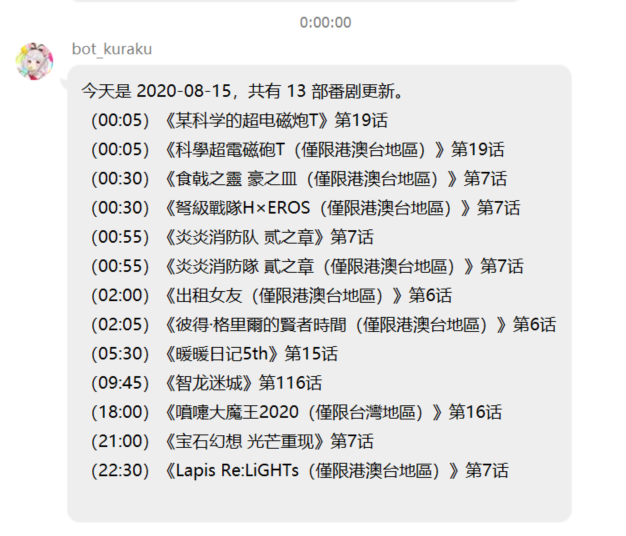 0:00:00
bot_kuraku
今天是 2020-08-15，共有 13 部番剧更新。
（00:05）《某科学的超电磁炮T》第19话
（00:05）《科學超電磁砲T（僅限港澳台地區）》第19话
（00:30）《食戟之靈 豪之皿（僅限港澳台地區）》第7话
（00:30）《弩級戰隊H×EROS（僅限港澳台地區）》第7话
（00:55）《炎炎消防队 贰之章》第7话
（00:55）《炎炎消防隊 貳之章（僅限港澳台地區）》第7话
（02:00）《出租女友（僅限港澳台地區）》第6话
（02:05）《彼得·格里爾的賢者時間（僅限港澳台地區）》第6话
（05:30）《暖暖日记5th》第15话
（09:45）《智龙迷城》第116话
（18:00）《噴嚏大魔王2020（僅限台灣地區）》第16话
（21:00）《宝石幻想 光芒重现》第7话
（22:30）《Lapis Re:LiGHTs（僅限港澳台地區）》第7话